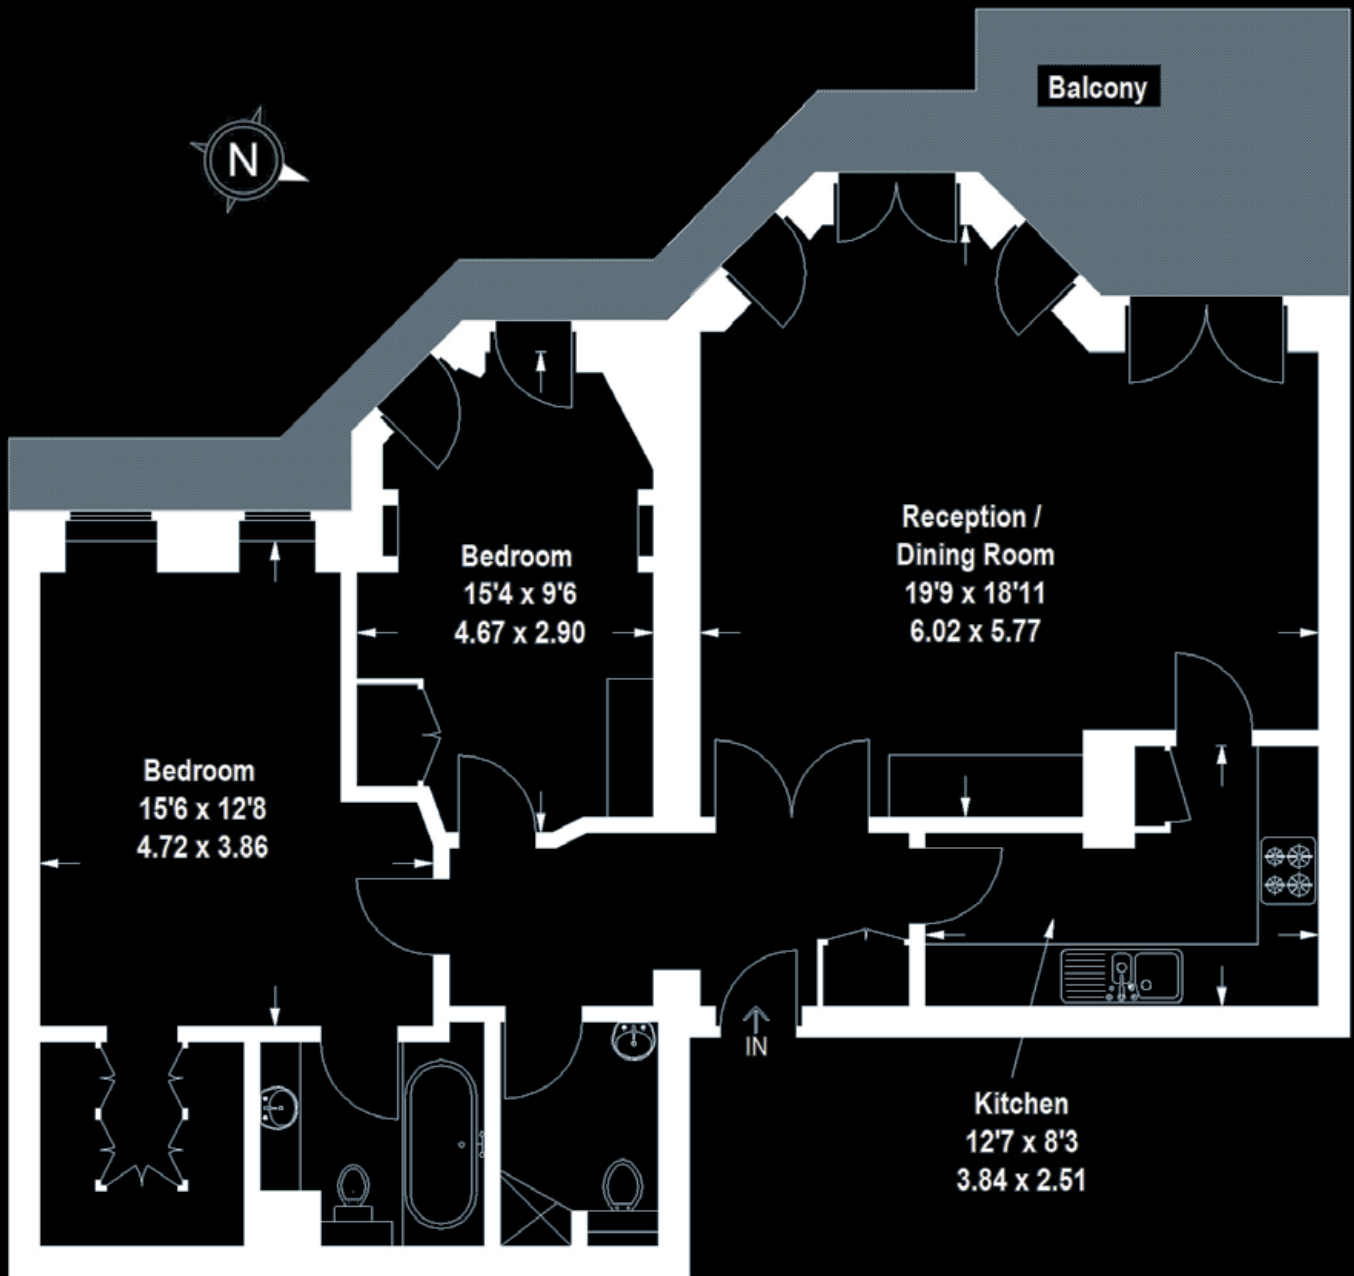 Balcony
N
Reception /
Dining Room
19'9 x 18'11
6.02 x 5.77
Bedroom
15'4 x 9'6
4.67 x 2.90
Bedroom
15'6 x 12'8
4.72 x 3.86
IN
Kitchen
12'7 x 8'3
3.84 x 2.51